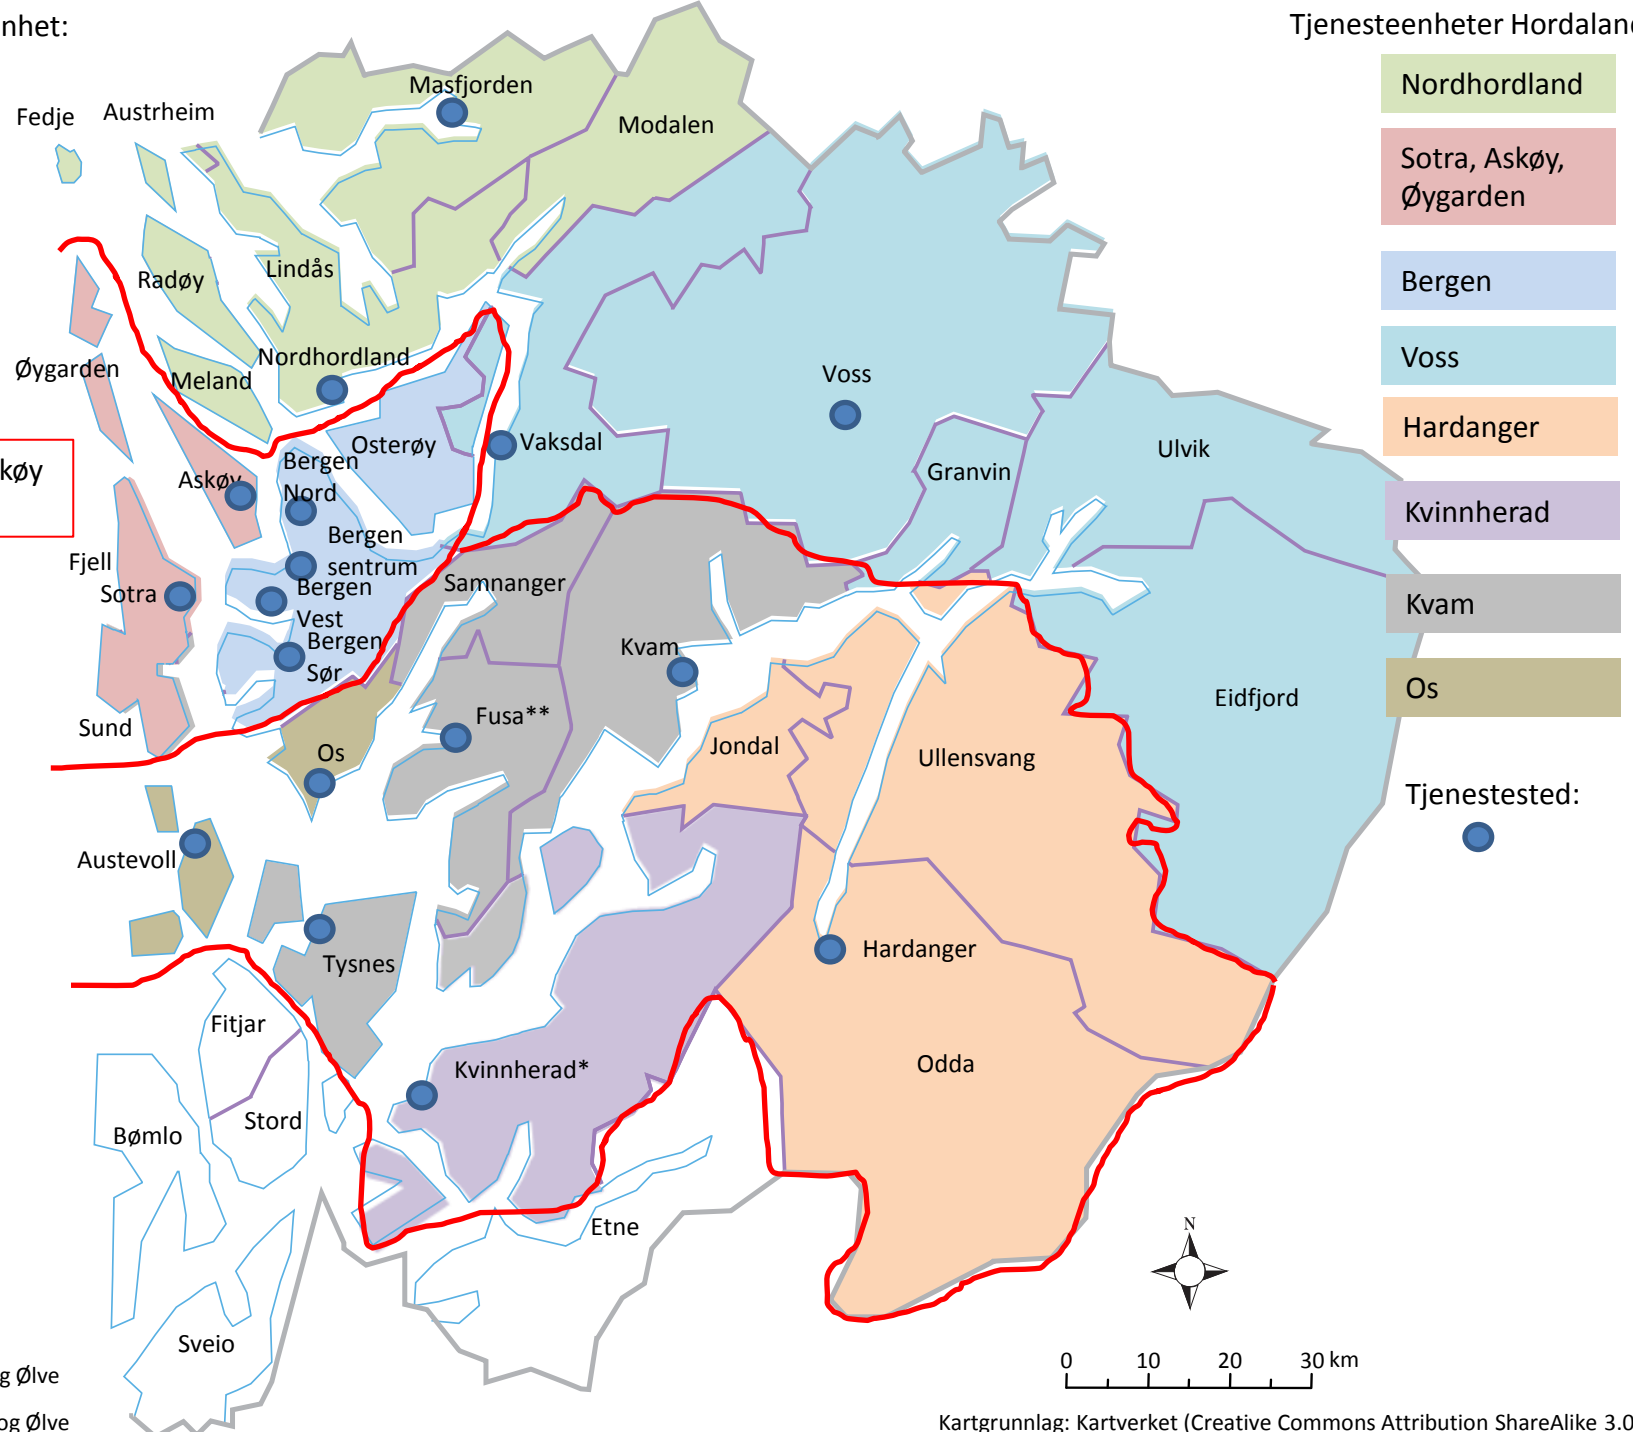 nhet:
Tjenesteenheter Hordaland
Nordhordland
Sotra, Askøy,
Øygarden
Bergen
Voss
Hardanger
Kvinnherad
Kvam
Os
Tjenestested:
Fedje
Austrheim
Masfjorden
Modalen
Radøy
Lindås
Nordhordland
Øygarden
Meland
Voss
køy
Askøy
Bergen
Nord
Osterøy
Vaksdal
Granvin
Ulvik
Bergen
sentrum
Fjell
Sotra
Bergen
Vest
Samnanger
Bergen
Sør
Kvam
Sund
Os
Fusa**
Jondal
Ullensvang
Eidfjord
Austevoll
Tysnes
Hardanger
Fitjar
Kvinnherad*
Odda
Bømlo
Stord
Etne
Sveio
N
0 10 20 30 km
g Ølve
og Ølve
Kartgrunnlag: Kartverket (Creative Commons Attribution ShareAlike 3.0